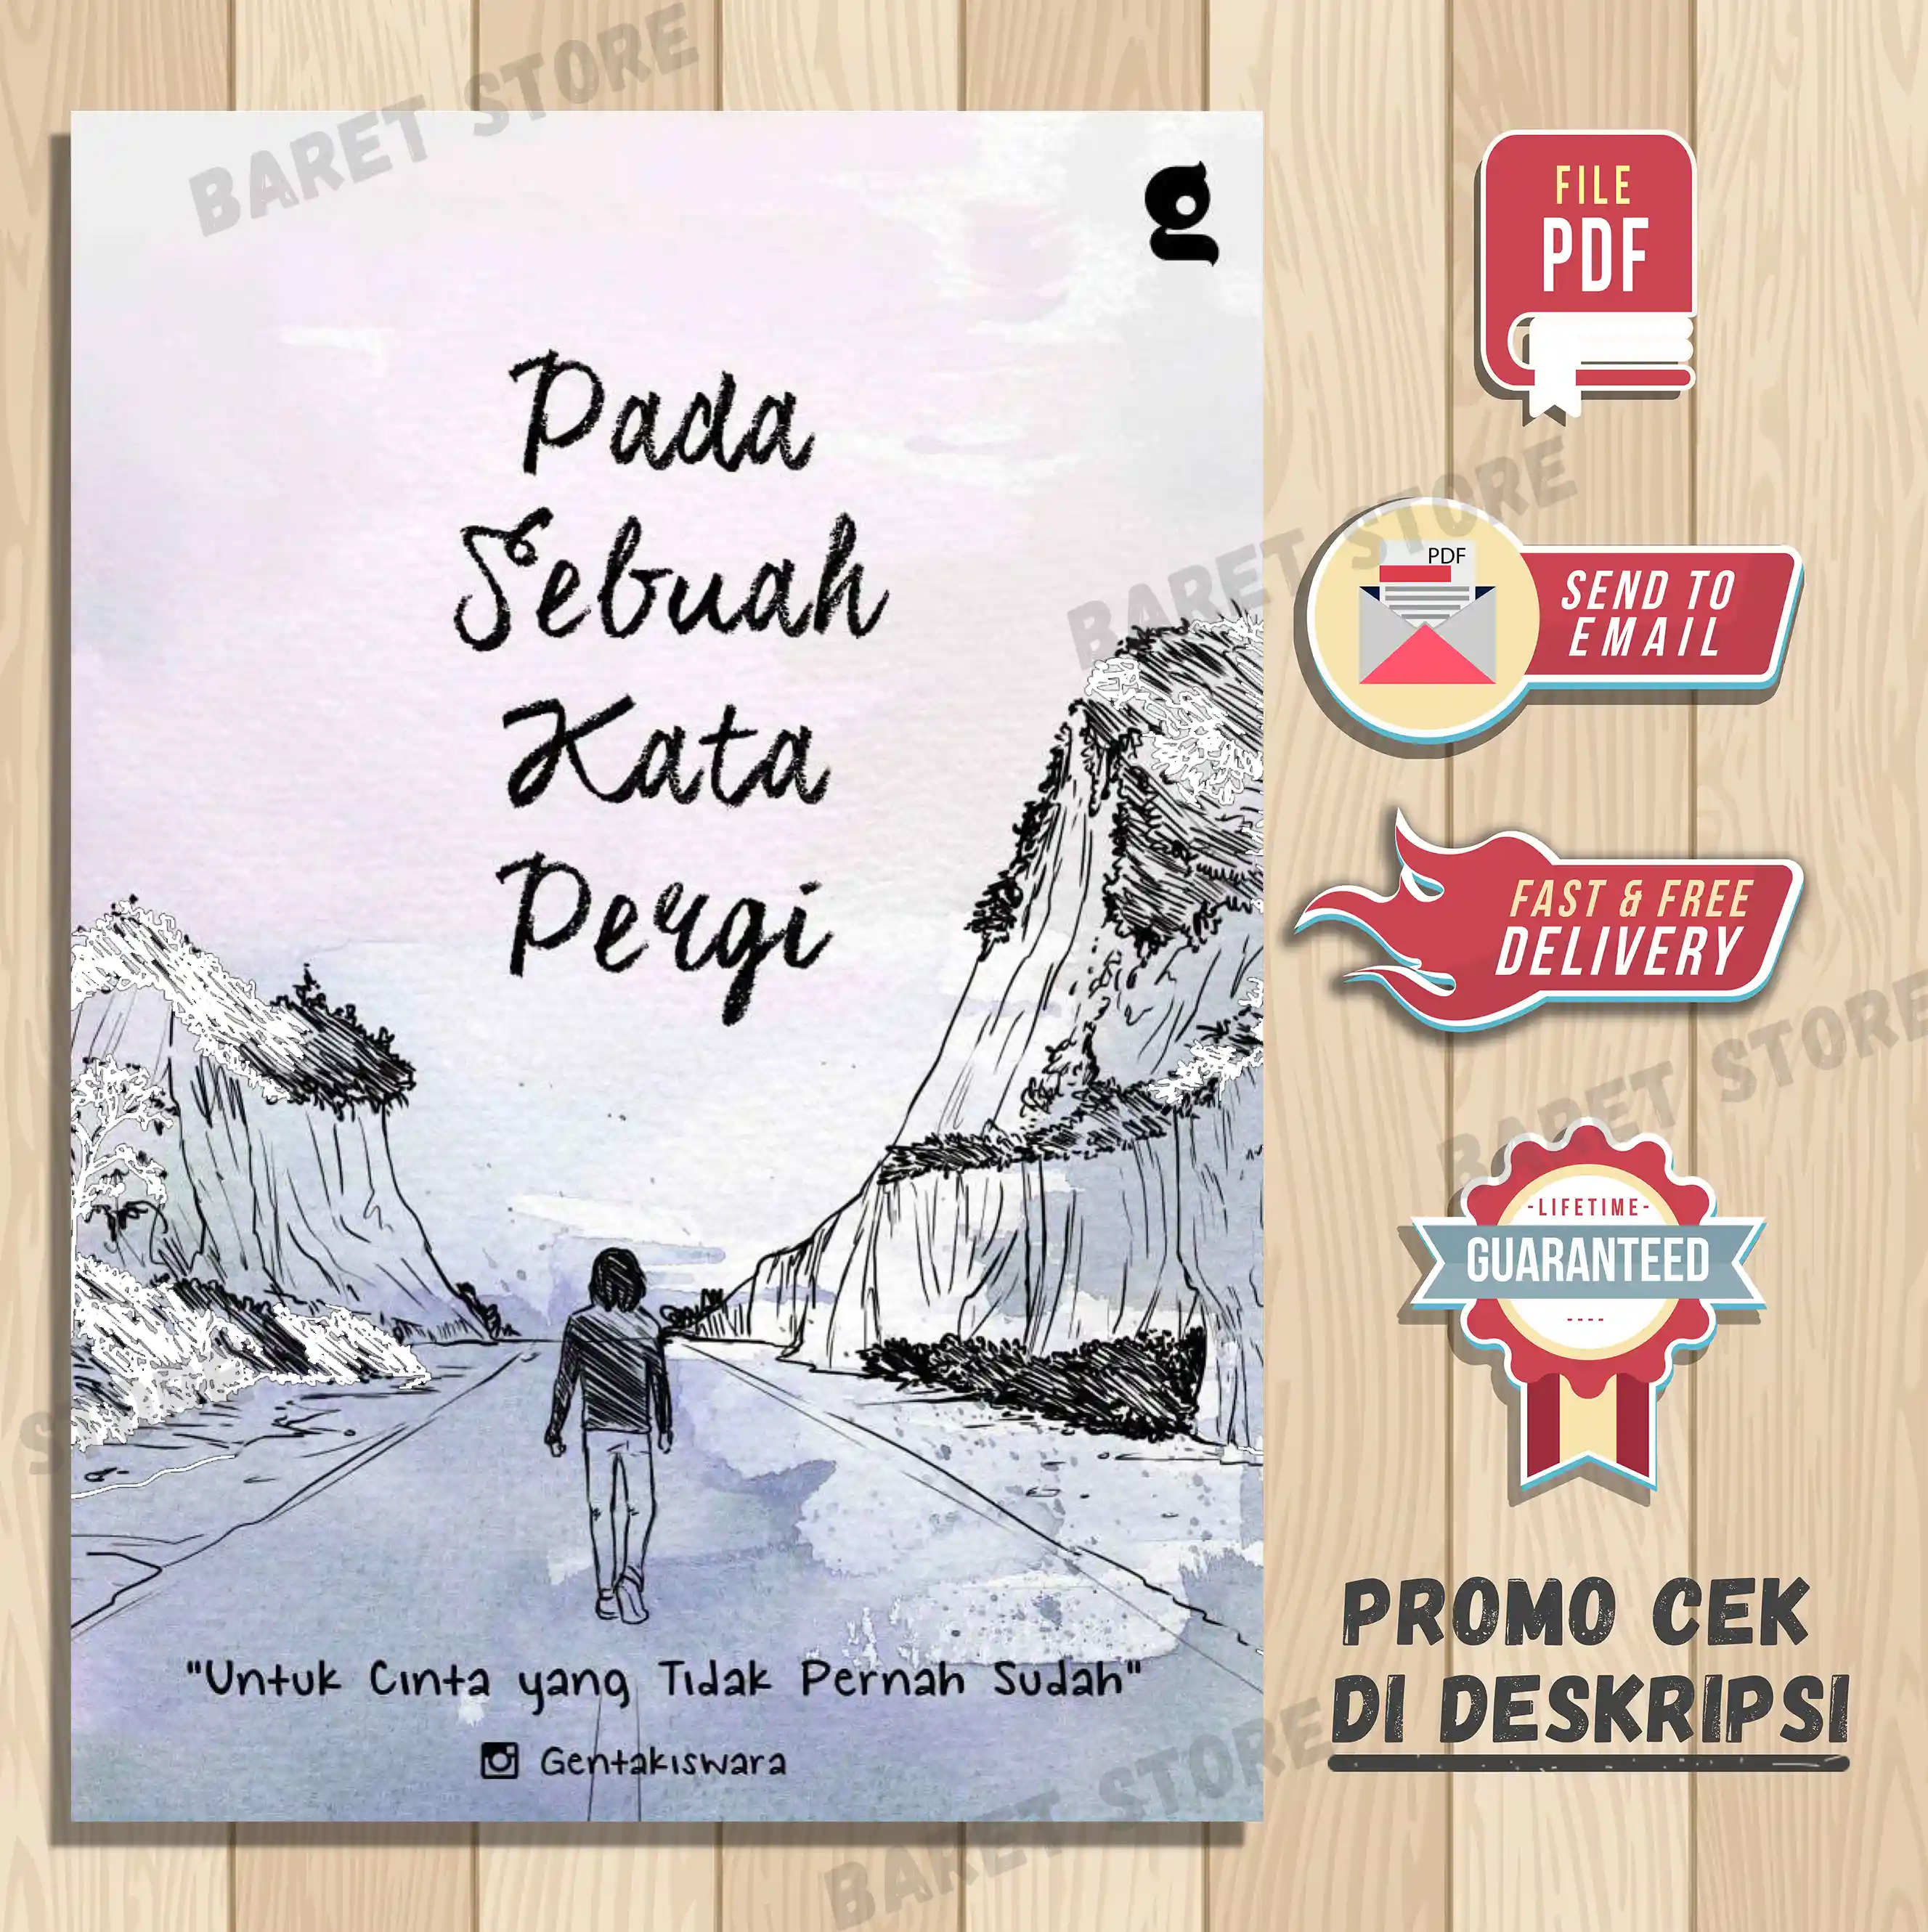 BARET STORE
g
Pada
Sebuah
Kata
Pergi
"Untuk Cinta yang Tidak Pernah Sudah"
Gentakiswara
FILE
PDF
BARET STORE
PDF
SEND TO
EMAIL
FAST & FREE
DELIVERY
BARET STORE
-LIFETIME-
GUARANTEED
----
PROMO CEK
DI DESKRIPSI
BARET STORE